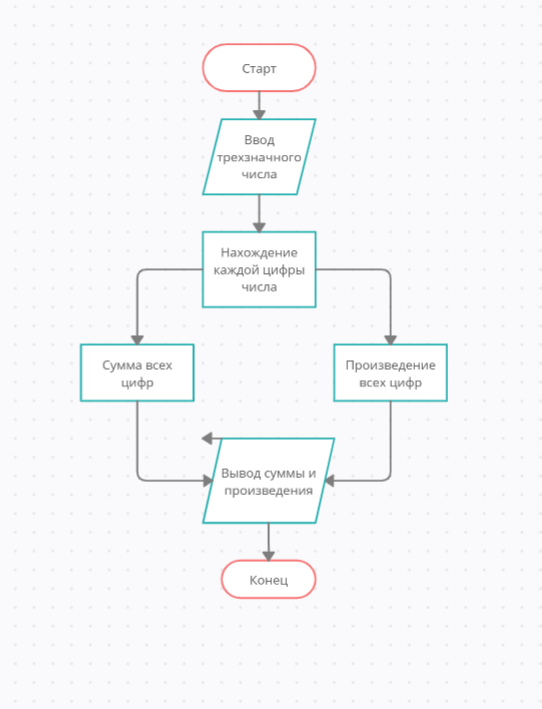 Старт
Ввод
трехзначного
числа
Нахождение
каждой цифры
числа
Сумма всех
цифр
Произведение
всех цифр
Вывод суммы и
произведения
Конец